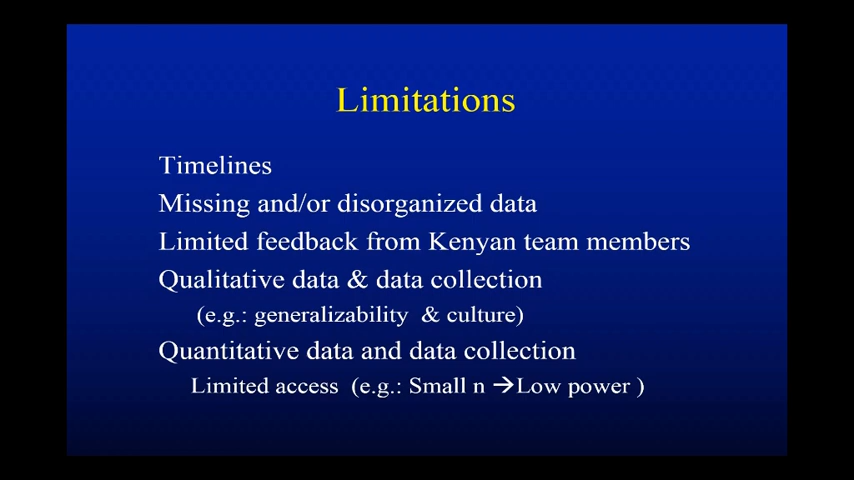 Limitations
Timelines
Missing and/or disorganized data
Limited feedback from Kenyan team members
Qualitative data & data collection
(e.g.: generalizability & culture)
Quantitative data and data collection
Limited access (e.g.: Small n →Low power )